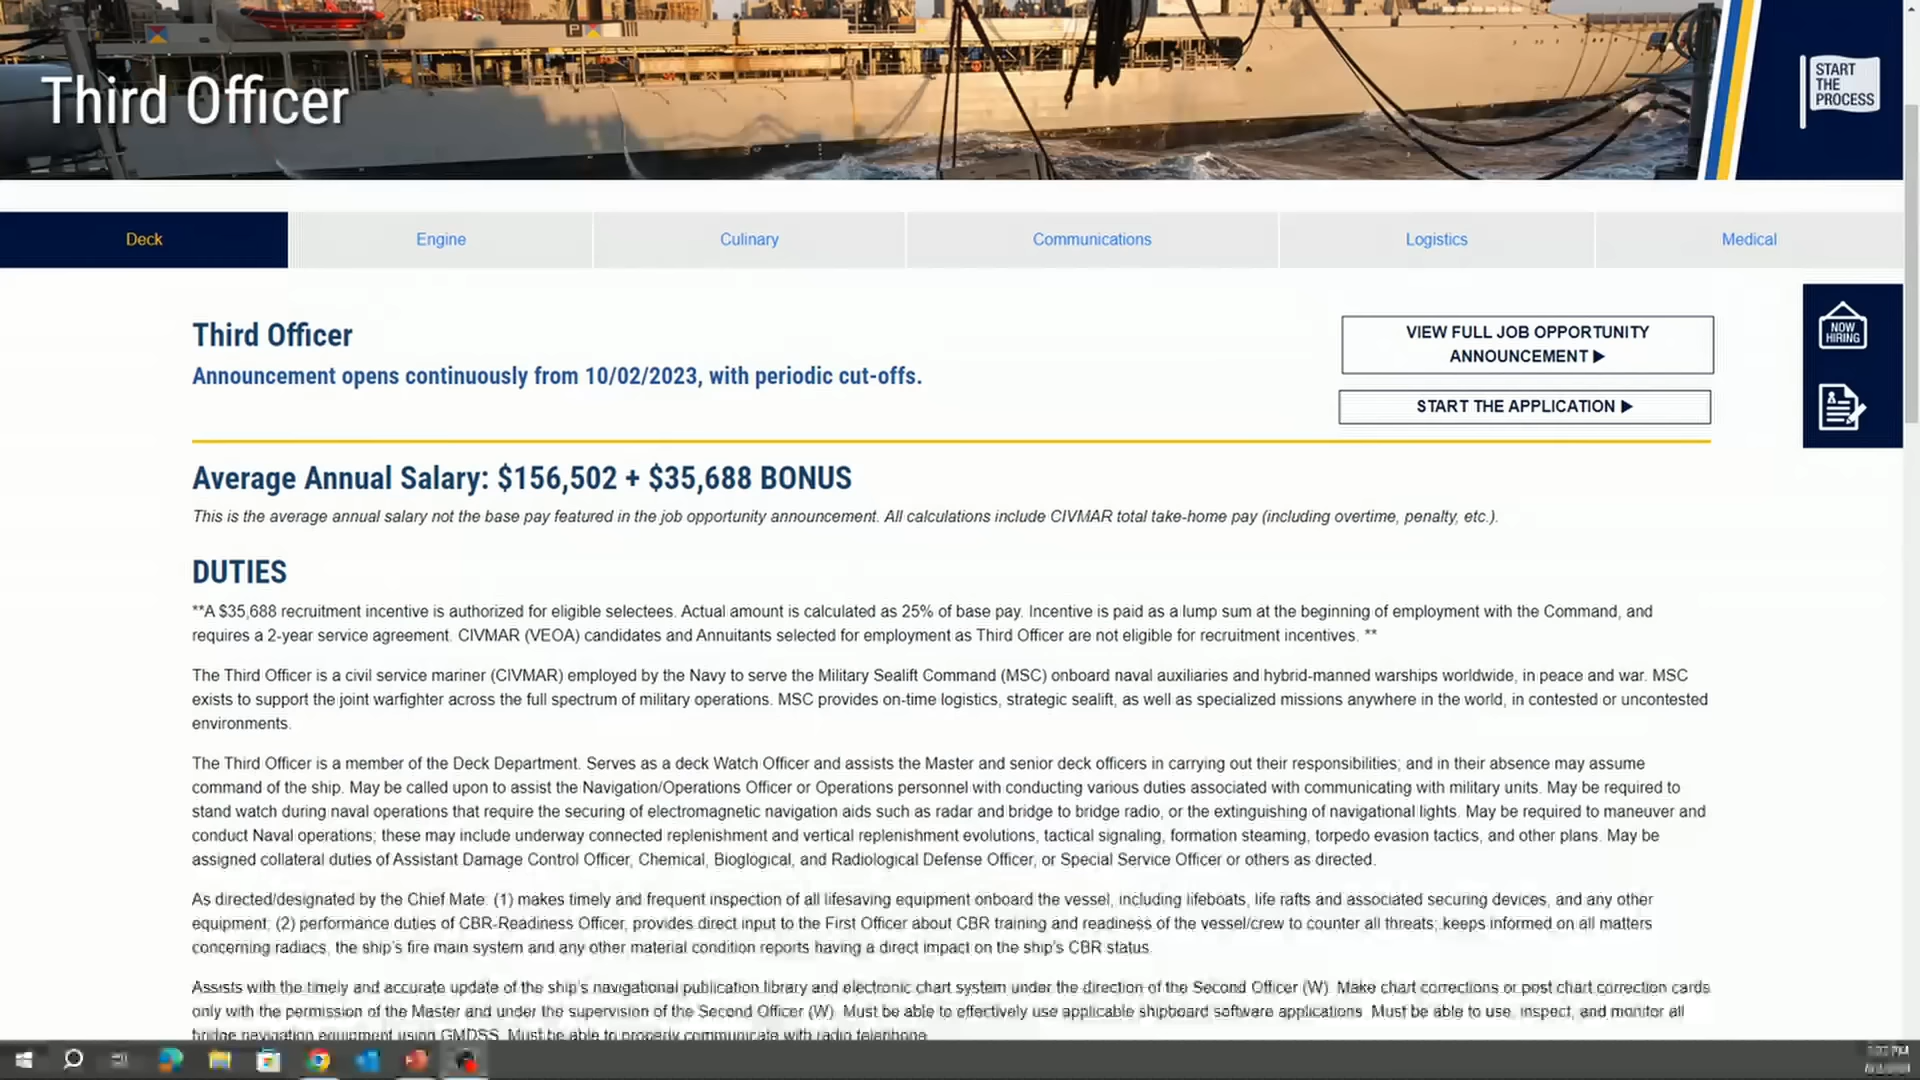 Third Officer
START
THE
PROCESS
Deck
Engine
Culinary
Communications
Logistics
Medical
Third Officer
Announcement opens continuously from 10/02/2023, with periodic cut-offs.
VIEW FULL JOB OPPORTUNITY
ANNOUNCEMENT ▶
START THE APPLICATION ▶
NOW
HIRING
Average Annual Salary: $156,502 + $35,688 BONUS
This is the average annual salary not the base pay featured in the job opportunity announcement. All calculations include CIVMAR total take-home pay (including overtime, penalty, etc.).
DUTIES
**A $35,688 recruitment incentive is authorized for eligible selectees. Actual amount is calculated as 25% of base pay. Incentive is paid as a lump sum at the beginning of employment with the Command, and
requires a 2-year service agreement. CIVMAR (VEOA) candidates and Annuitants selected for employment as Third Officer are not eligible for recruitment incentives. **
The Third Officer is a civil service mariner (CIVMAR) employed by the Navy to serve the Military Sealift Command (MSC) onboard naval auxiliaries and hybrid-manned warships worldwide, in peace and war. MSC
exists to support the joint warfighter across the full spectrum of military operations. MSC provides on-time logistics, strategic sealift, as well as specialized missions anywhere in the world, in contested or uncontested
environments.
The Third Officer is a member of the Deck Department. Serves as a deck Watch Officer and assists the Master and senior deck officers in carrying out their responsibilities; and in their absence may assume
command of the ship. May be called upon to assist the Navigation/Operations Officer or Operations personnel with conducting various duties associated with communicating with military units. May be required to
stand watch during naval operations that require the securing of electromagnetic navigation aids such as radar and bridge to bridge radio, or the extinguishing of navigational lights. May be required to maneuver and
conduct Naval operations; these may include underway connected replenishment and vertical replenishment evolutions, tactical signaling, formation steaming, torpedo evasion tactics, and other plans. May be
assigned collateral duties of Assistant Damage Control Officer, Chemical, Bioglogical, and Radiological Defense Officer, or Special Service Officer or others as directed.
As directed/designated by the Chief Mate: (1) makes timely and frequent inspection of all lifesaving equipment onboard the vessel, including lifeboats, life rafts and associated securing devices, and any other
equipment; (2) performance duties of CBR-Readiness Officer, provides direct input to the First Officer about CBR training and readiness of the vessel/crew to counter all threats; keeps informed on all matters
concerning radiacs, the ship's fire main system and any other material condition reports having a direct impact on the ship's CBR status.
Assists with the timely and accurate update of the ship's navigational publication library and electronic chart system under the direction of the Second Officer (W). Make chart corrections or post chart correction cards
only with the permission of the Master and under the supervision of the Second Officer (W). Must be able to effectively use applicable shipboard software applications. Must be able to use, inspect, and monitor all
bridge navigation equipment using GMDSS. Must be able to properly communicate with radio telephone